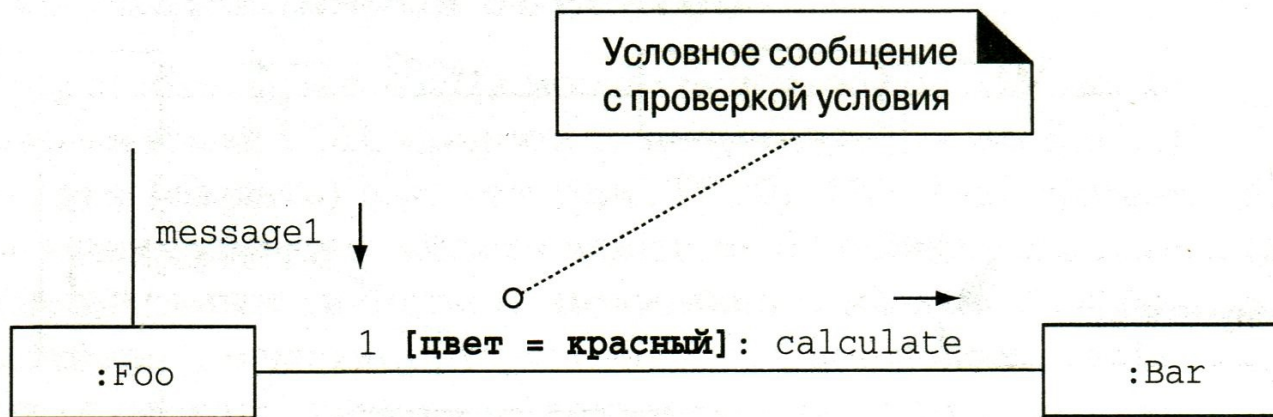 Условное сообщение
с проверкой условия
message1
1 [цвет = красный]: calculate
:Foo
:Bar